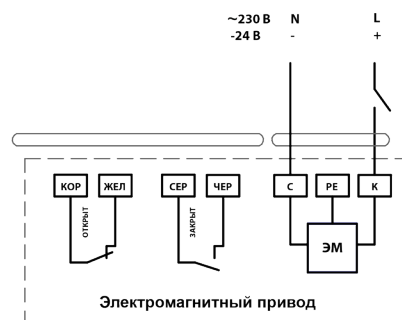 ~230 В N L
-24 В - +
КОР ЖЕЛ СЕР ЧЕР С РЕ К
ОТКРЫТ
ЗАКРЫТ
ЭМ
Электромагнитный привод